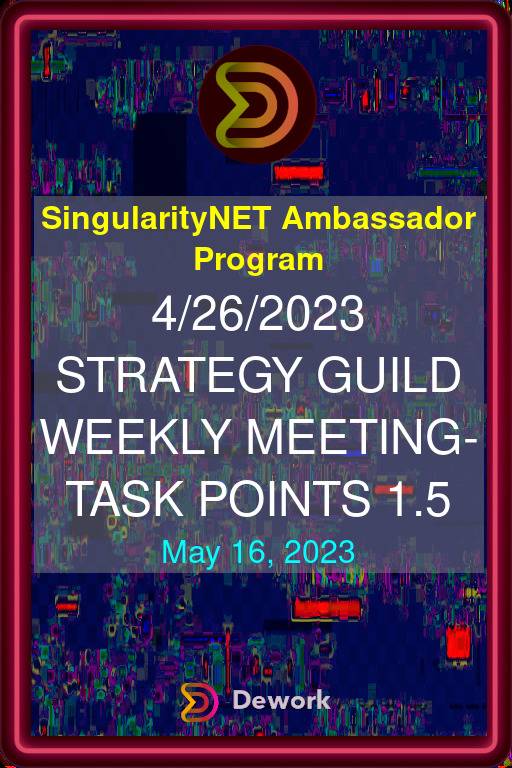 SingularityNET Ambassador
Program
4/26/2023
STRATEGY GUILD
WEEKLY MEETING-
TASK POINTS 1.5
May 16, 2023
Dework